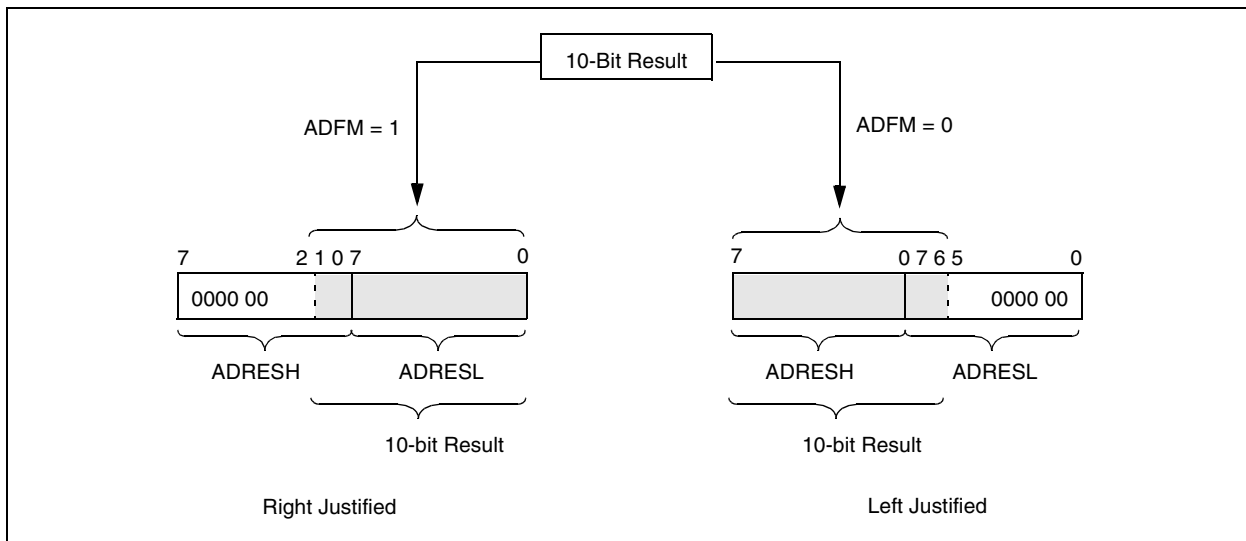 10-Bit Result
ADFM = 1
ADFM = 0
7 2 1 0 7 0
7 0 7 6 5 0
0000 00
0000 00
ADRESH
ADRESL
ADRESH
ADRESL
10-bit Result
10-bit Result
Right Justified
Left Justified